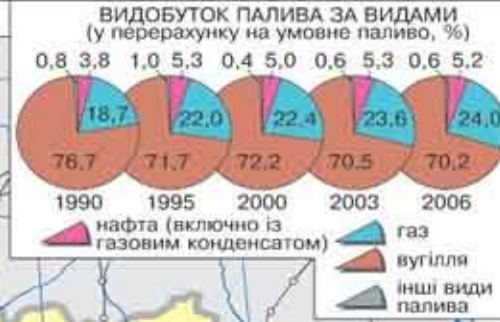 ВИДОБУТОК ПАЛИВА ЗА ВИДАМИ
(у перерахунку на умовне паливо, %)
0,8 3,8 1,0 5,3 0.4 5,0 0,6 5,3 0.6 5,2
18,7 22,0 22,4 23,6 24,0
76,7 71,7 72,2 70.5 70,2
1990 1995 2000 2003 2006
нафта (включно із
газовим конденсатом)
газ
вугілля
інші види
палива